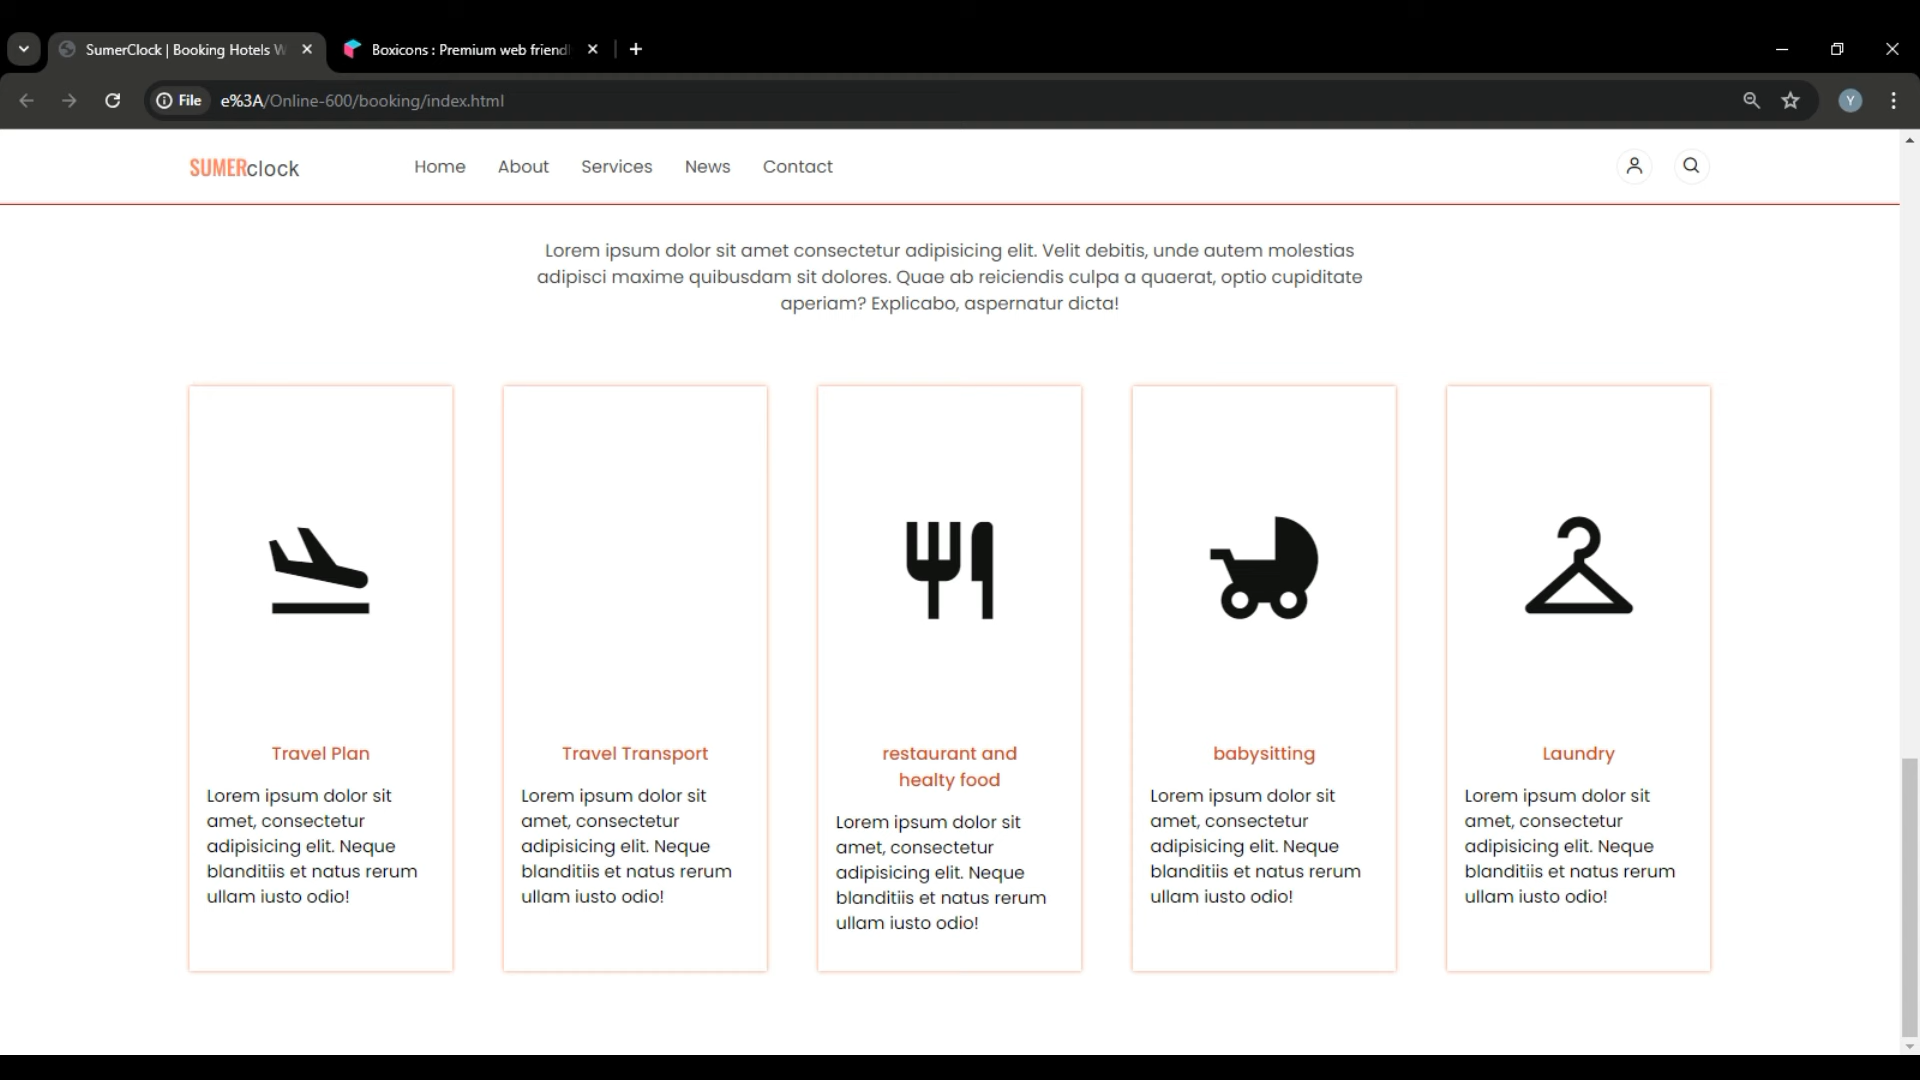 SumerClock | Booking Hotels W
Boxicons : Premium web friend
File
e%3A/Online-600/booking/index.html
Y
SUMERclock
Home
About
Services
News
Contact
Lorem ipsum dolor sit amet consectetur adipisicing elit. Velit debitis, unde autem molestias
adipisci maxime quibusdam sit dolores. Quae ab reiciendis culpa a quaerat, optio cupiditate
aperiam? Explicabo, aspernatur dicta!
Travel Plan
Lorem ipsum dolor sit
amet, consectetur
adipisicing elit. Neque
blanditiis et natus rerum
ullam iusto odio!
Travel Transport
Lorem ipsum dolor sit
amet, consectetur
adipisicing elit. Neque
blanditiis et natus rerum
ullam iusto odio!
restaurant and
healty food
Lorem ipsum dolor sit
amet, consectetur
adipisicing elit. Neque
blanditiis et natus rerum
ullam iusto odio!
babysitting
Lorem ipsum dolor sit
amet, consectetur
adipisicing elit. Neque
blanditiis et natus rerum
ullam iusto odio!
Laundry
Lorem ipsum dolor sit
amet, consectetur
adipisicing elit. Neque
blanditiis et natus rerum
ullam iusto odio!